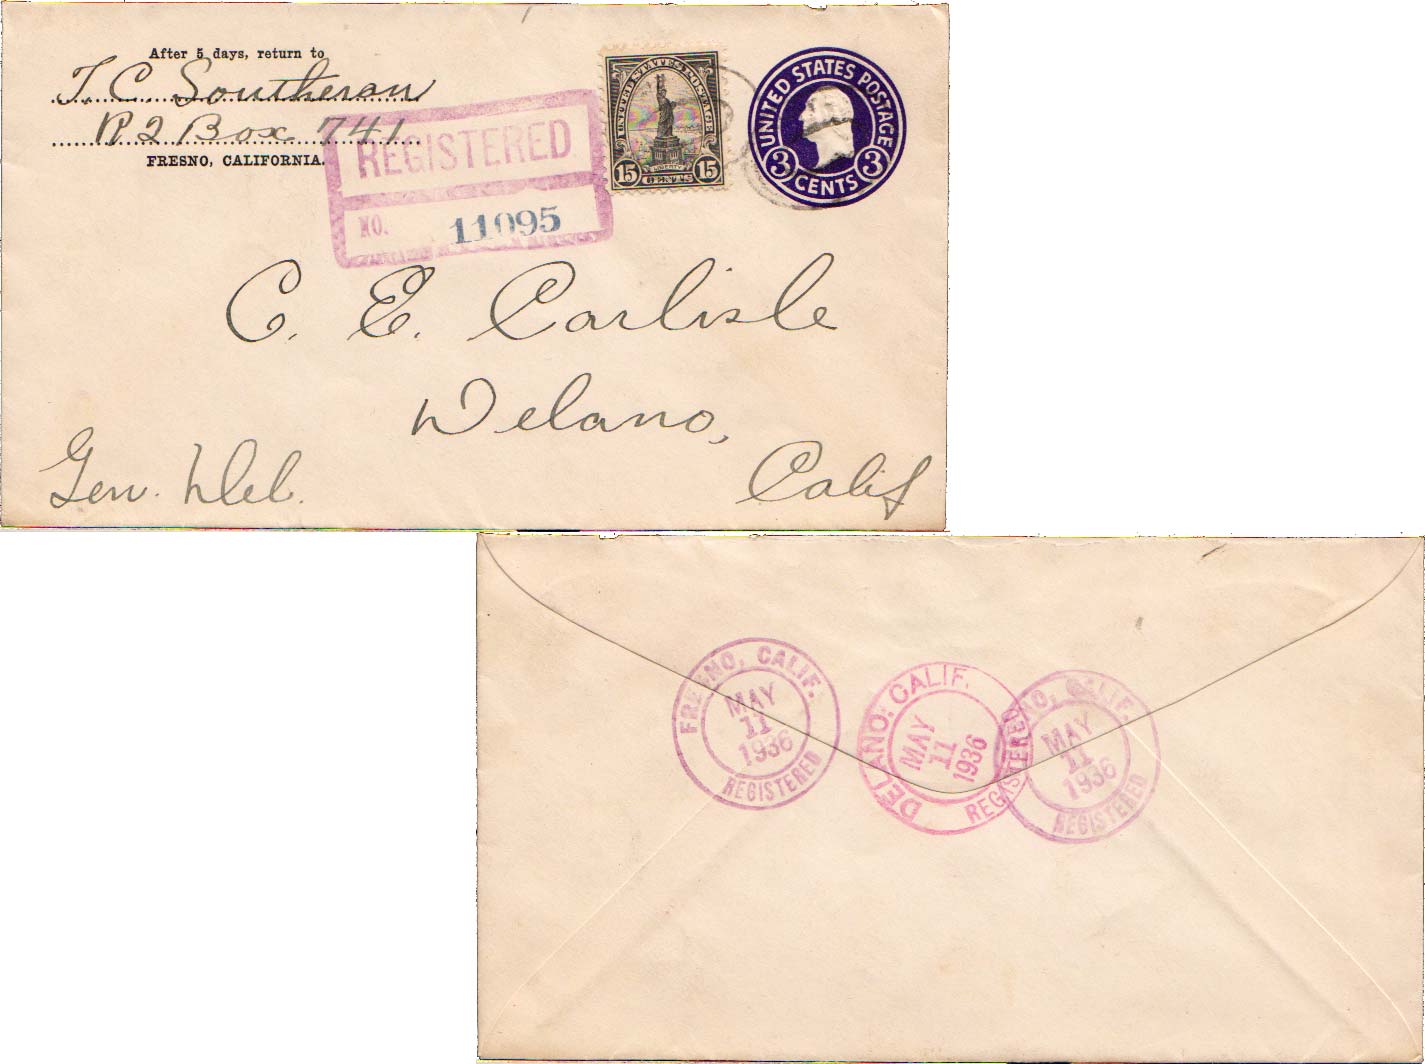 After 5 days, return to
T. C. Southeran
R. 2 Box 741
FRESNO, CALIFORNIA.
REGISTERED
NO. 11095
UNITED STATES POSTAGE
LIBERTY
15 CENTS 15
UNITED STATES POSTAGE
3 CENTS 3
C. E. Carlisle
Delano,
Gen. Del. Calif
FRESNO, CALIF.
MAY
11
1936
REGISTERED
DELANO, CALIF.
MAY
11
1936
REGISTERED
CALIF.
MAY
11
1936
REGISTERED